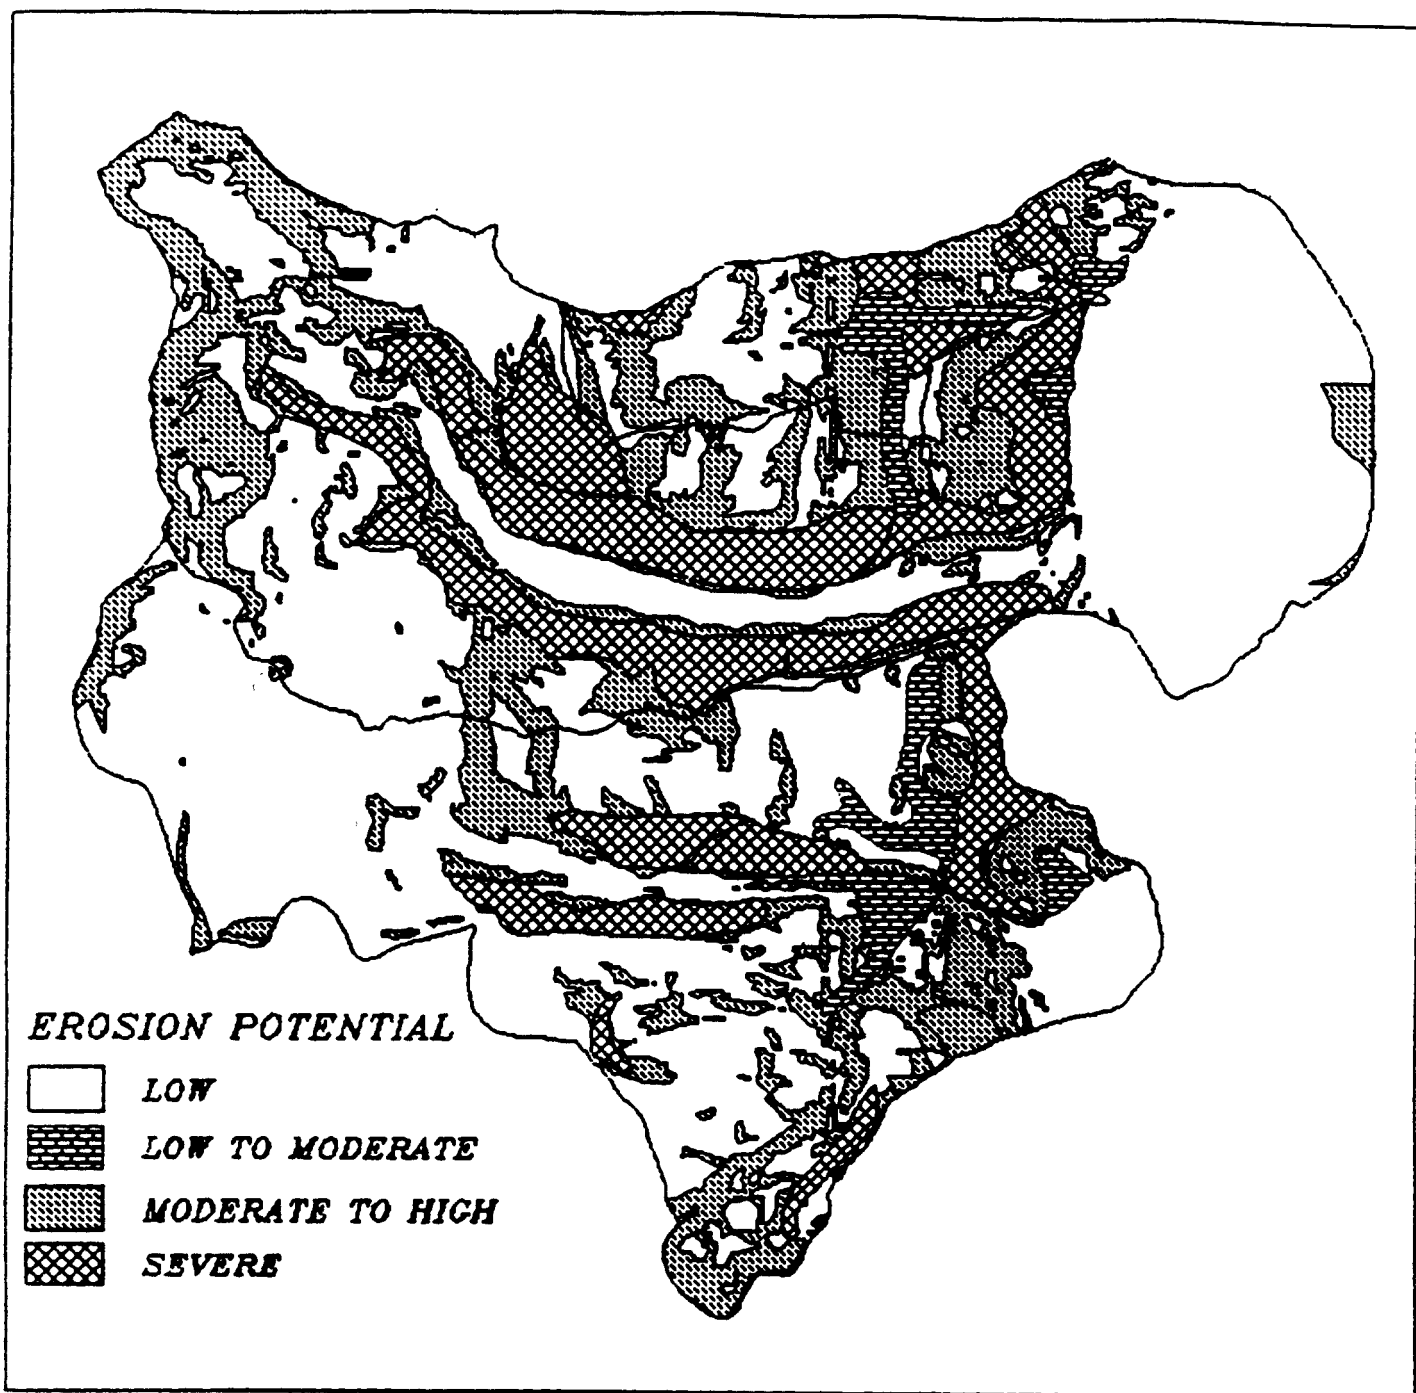 EROSION POTENTIAL
LOW
LOW TO MODERATE
MODERATE TO HIGH
SEVERE